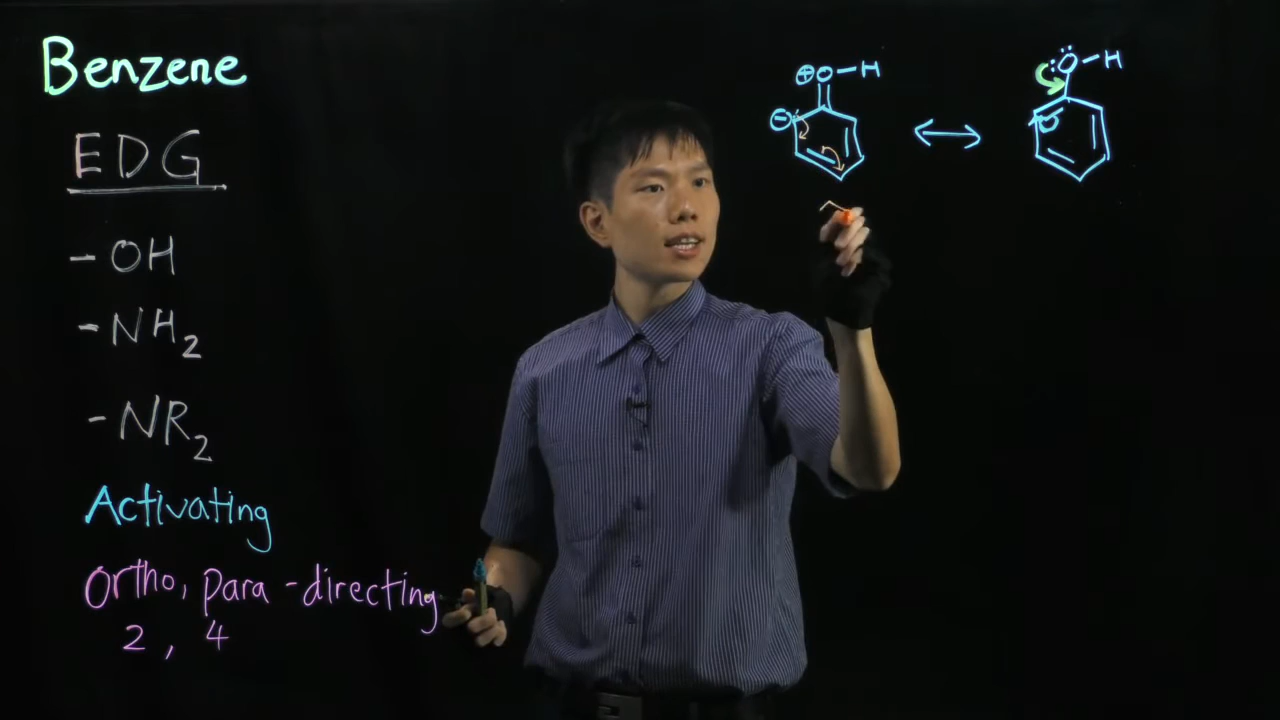 Benzene
EDG
-OH
-NH₂
-NR₂
Activating
Ortho, para-directing
2, 4
⊕ O-H
⊖
:Ö-H